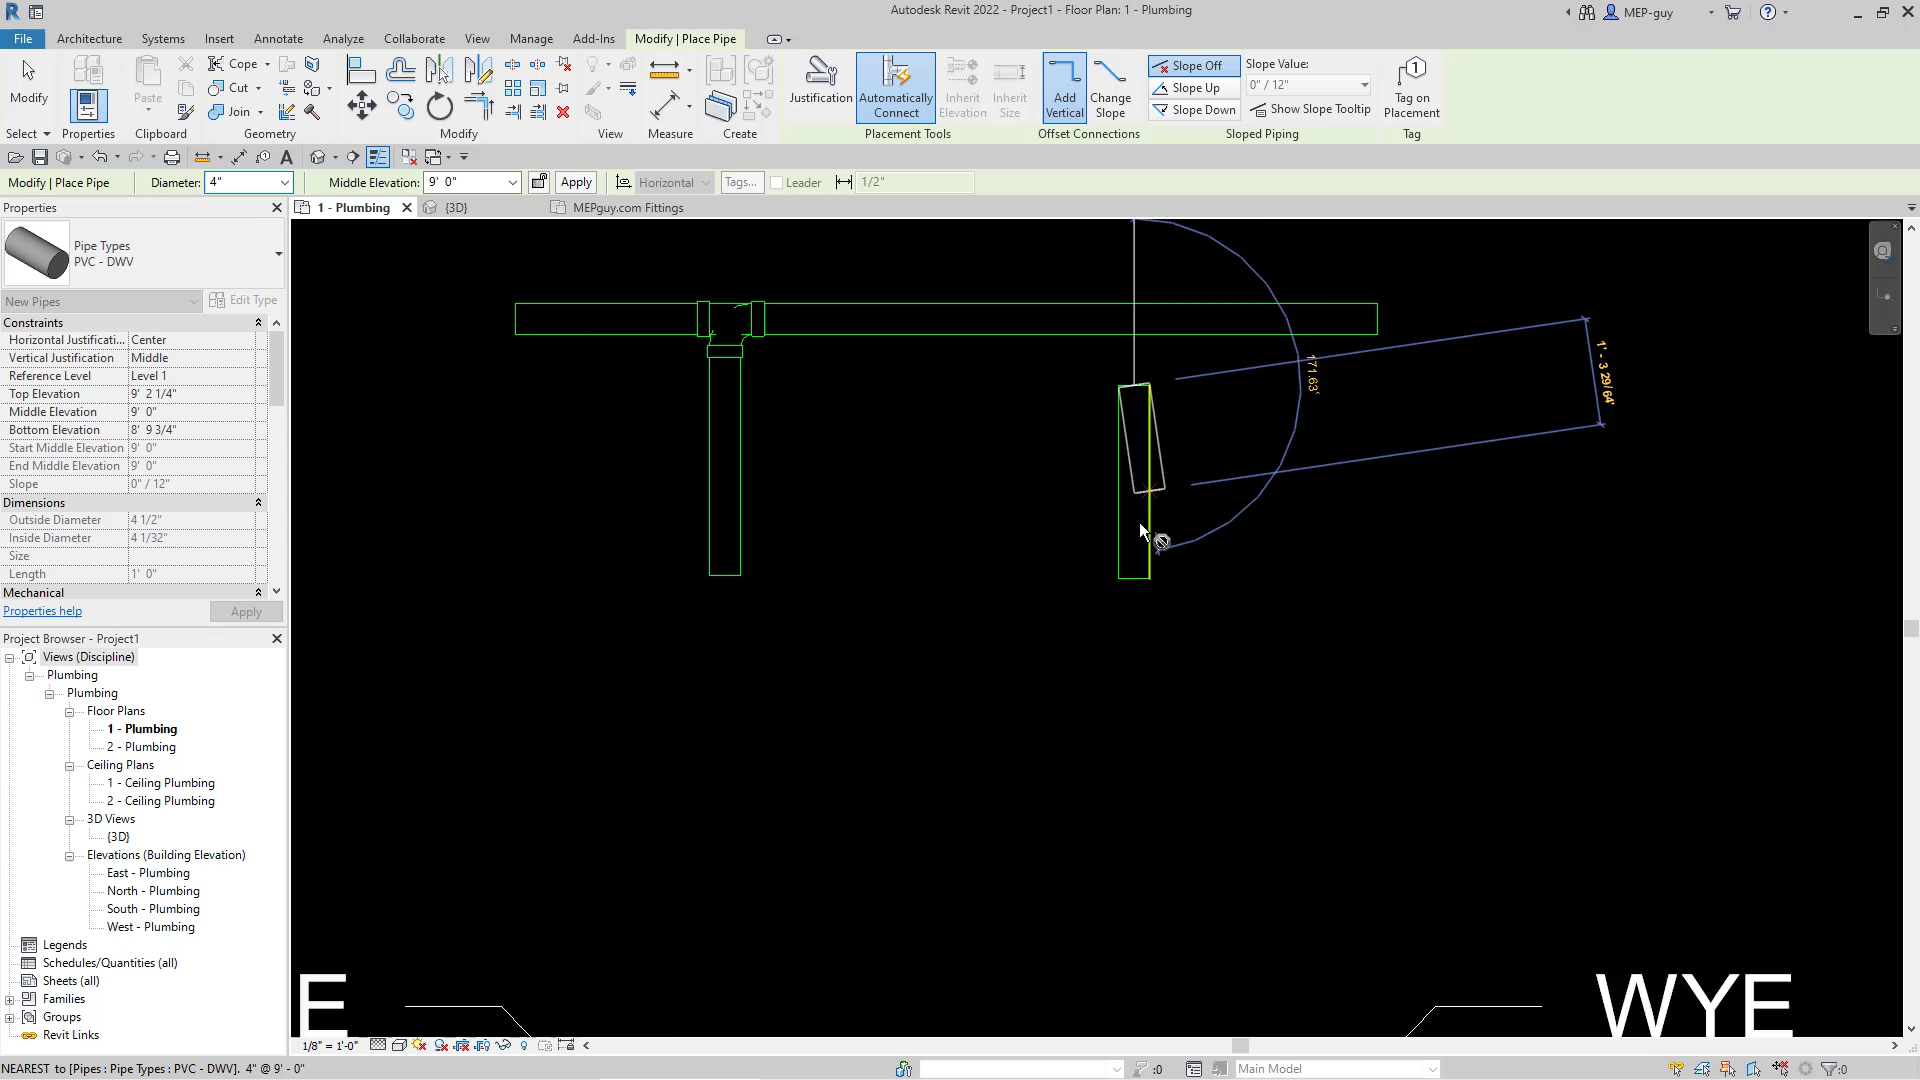 Autodesk Revit 2022 - Project1 - Floor Plan: 1 - Plumbing
MEP-guy
File Architecture Systems Insert Annotate Analyze Collaborate View Manage Add-Ins Modify | Place Pipe
Modify
Paste
Cope
Cut
Join
Justification
Automatically
Connect
Inherit
Elevation
Inherit
Size
Add
Vertical
Change
Slope
Slope Off
Slope Up
Slope Down
Slope Value:
0" / 12"
Show Slope Tooltip
Tag on
Placement
Select Properties Clipboard Geometry Modify View Measure Create Placement Tools Offset Connections Sloped Piping Tag
Modify | Place Pipe Diameter: 4" Middle Elevation: 9' 0" Apply Horizontal Tags... Leader 1/2"
Properties
1 - Plumbing {3D} MEPguy.com Fittings
Pipe Types
PVC - DWV
New Pipes Edit Type
Constraints
Horizontal Justificati... Center
Vertical Justification Middle
Reference Level Level 1
Top Elevation 9' 2 1/4"
Middle Elevation 9' 0"
Bottom Elevation 8' 9 3/4"
Start Middle Elevation 9' 0"
End Middle Elevation 9' 0"
Slope 0" / 12"
Dimensions
Outside Diameter 4 1/2"
Inside Diameter 4 1/32"
Size
Length 1' 0"
Mechanical
Properties help Apply
171.63°
1' - 3 29/64"
Project Browser - Project1
Views (Discipline)
Plumbing
Plumbing
Floor Plans
1 - Plumbing
2 - Plumbing
Ceiling Plans
1 - Ceiling Plumbing
2 - Ceiling Plumbing
3D Views
{3D}
Elevations (Building Elevation)
East - Plumbing
North - Plumbing
South - Plumbing
West - Plumbing
Legends
Schedules/Quantities (all)
Sheets (all)
Families
Groups
Revit Links
E
WYE
1/8" = 1'-0"
NEAREST to [Pipes : Pipe Types : PVC - DWV], 4" @ 9' - 0"
:0
Main Model
:0